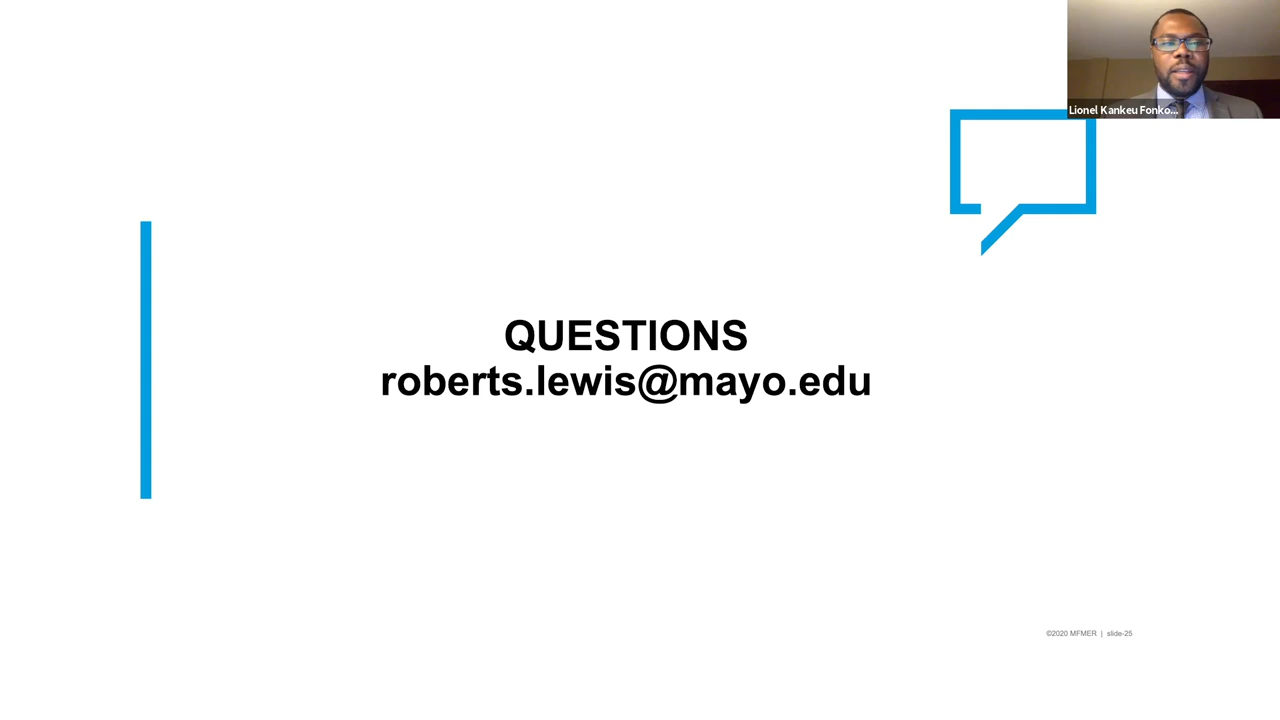 Lionel Kankeu Fonko...
QUESTIONS
roberts.lewis@mayo.edu
©2020 MFMER | slide-25